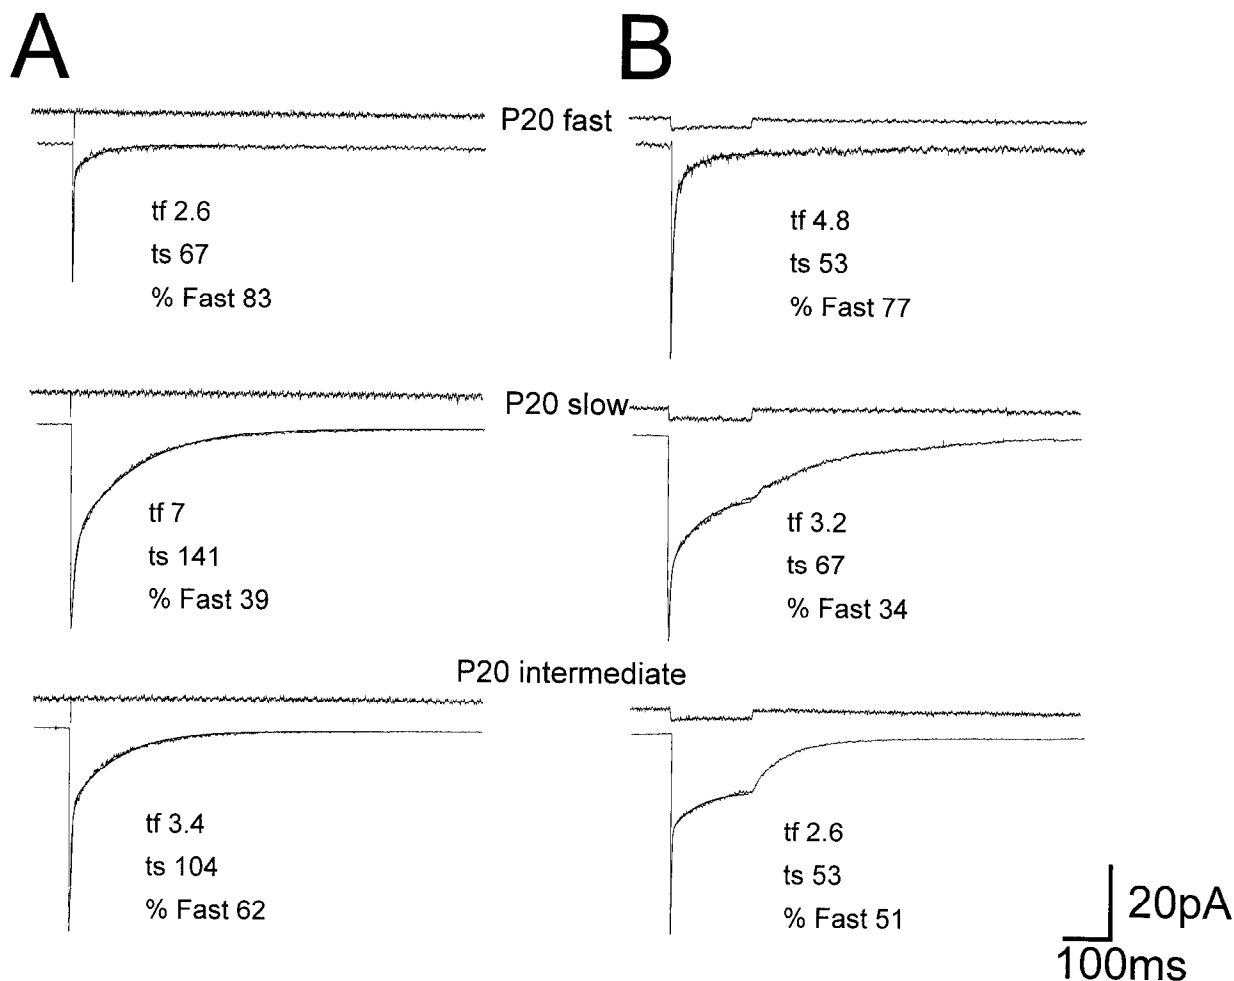 A
B
P20 fast
tf 2.6
ts 67
% Fast 83
tf 4.8
ts 53
% Fast 77
P20 slow
tf 7
ts 141
% Fast 39
tf 3.2
ts 67
% Fast 34
P20 intermediate
tf 3.4
ts 104
% Fast 62
tf 2.6
ts 53
% Fast 51
20pA
100ms